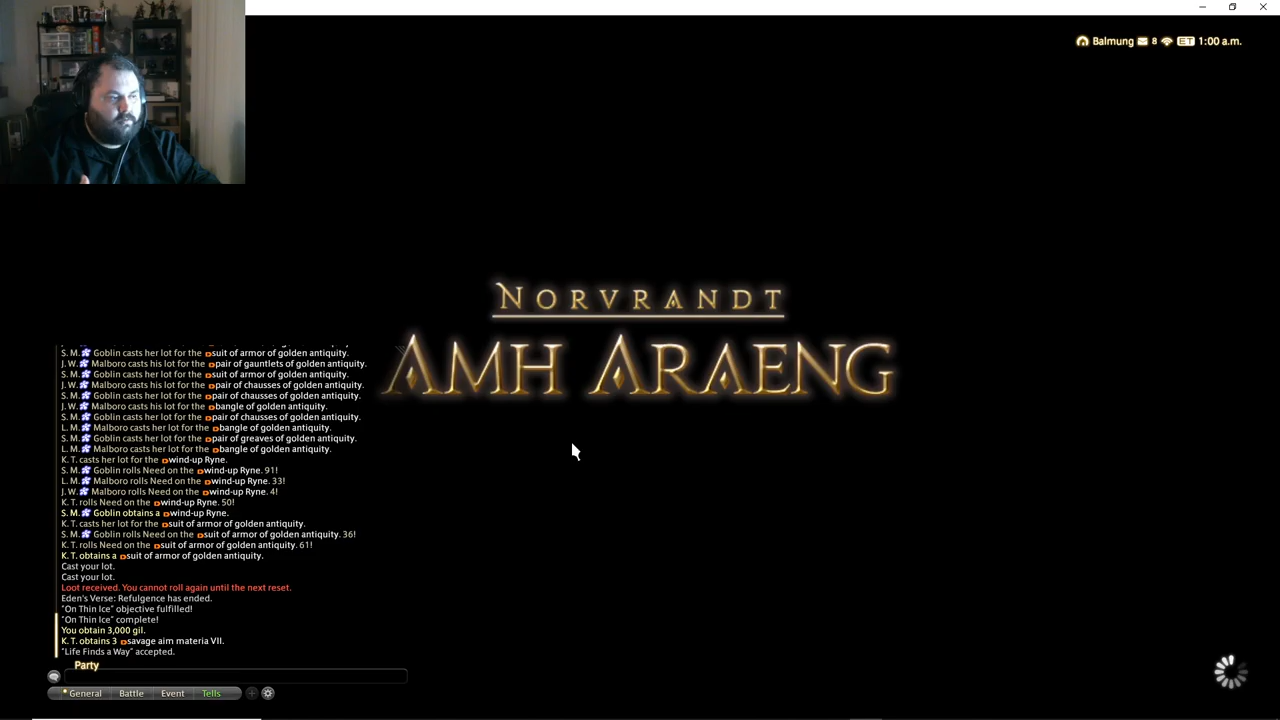 Balmung 8 ET 1:00 a.m.
NORVRANDT
AMH ARAENG
S. M. Goblin casts her lot for the suit of armor of golden antiquity.
J. W. Malboro casts his lot for the pair of gauntlets of golden antiquity.
S. M. Goblin casts her lot for the suit of armor of golden antiquity.
J. W. Malboro casts his lot for the pair of chausses of golden antiquity.
S. M. Goblin casts her lot for the pair of chausses of golden antiquity.
J. W. Malboro casts his lot for the bangle of golden antiquity.
S. M. Goblin casts her lot for the pair of chausses of golden antiquity.
L. M. Malboro casts her lot for the bangle of golden antiquity.
S. M. Goblin casts her lot for the pair of greaves of golden antiquity.
L. M. Malboro casts her lot for the bangle of golden antiquity.
K. T. casts her lot for the wind-up Ryne.
S. M. Goblin rolls Need on the wind-up Ryne. 91!
L. M. Malboro rolls Need on the wind-up Ryne. 33!
J. W. Malboro rolls Need on the wind-up Ryne. 4!
K. T. rolls Need on the wind-up Ryne. 50!
S. M. Goblin obtains a wind-up Ryne.
K. T. casts her lot for the suit of armor of golden antiquity.
S. M. Goblin rolls Need on the suit of armor of golden antiquity. 36!
K. T. rolls Need on the suit of armor of golden antiquity. 61!
K. T. obtains a suit of armor of golden antiquity.
Cast your lot.
Cast your lot.
Loot received. You cannot roll again until the next reset.
Eden's Verse: Refulgence has ended.
"On Thin Ice" objective fulfilled!
"On Thin Ice" complete!
You obtain 3,000 gil.
K. T. obtains 3 savage aim materia VII.
"Life Finds a Way" accepted.
Party
General Battle Event Tells